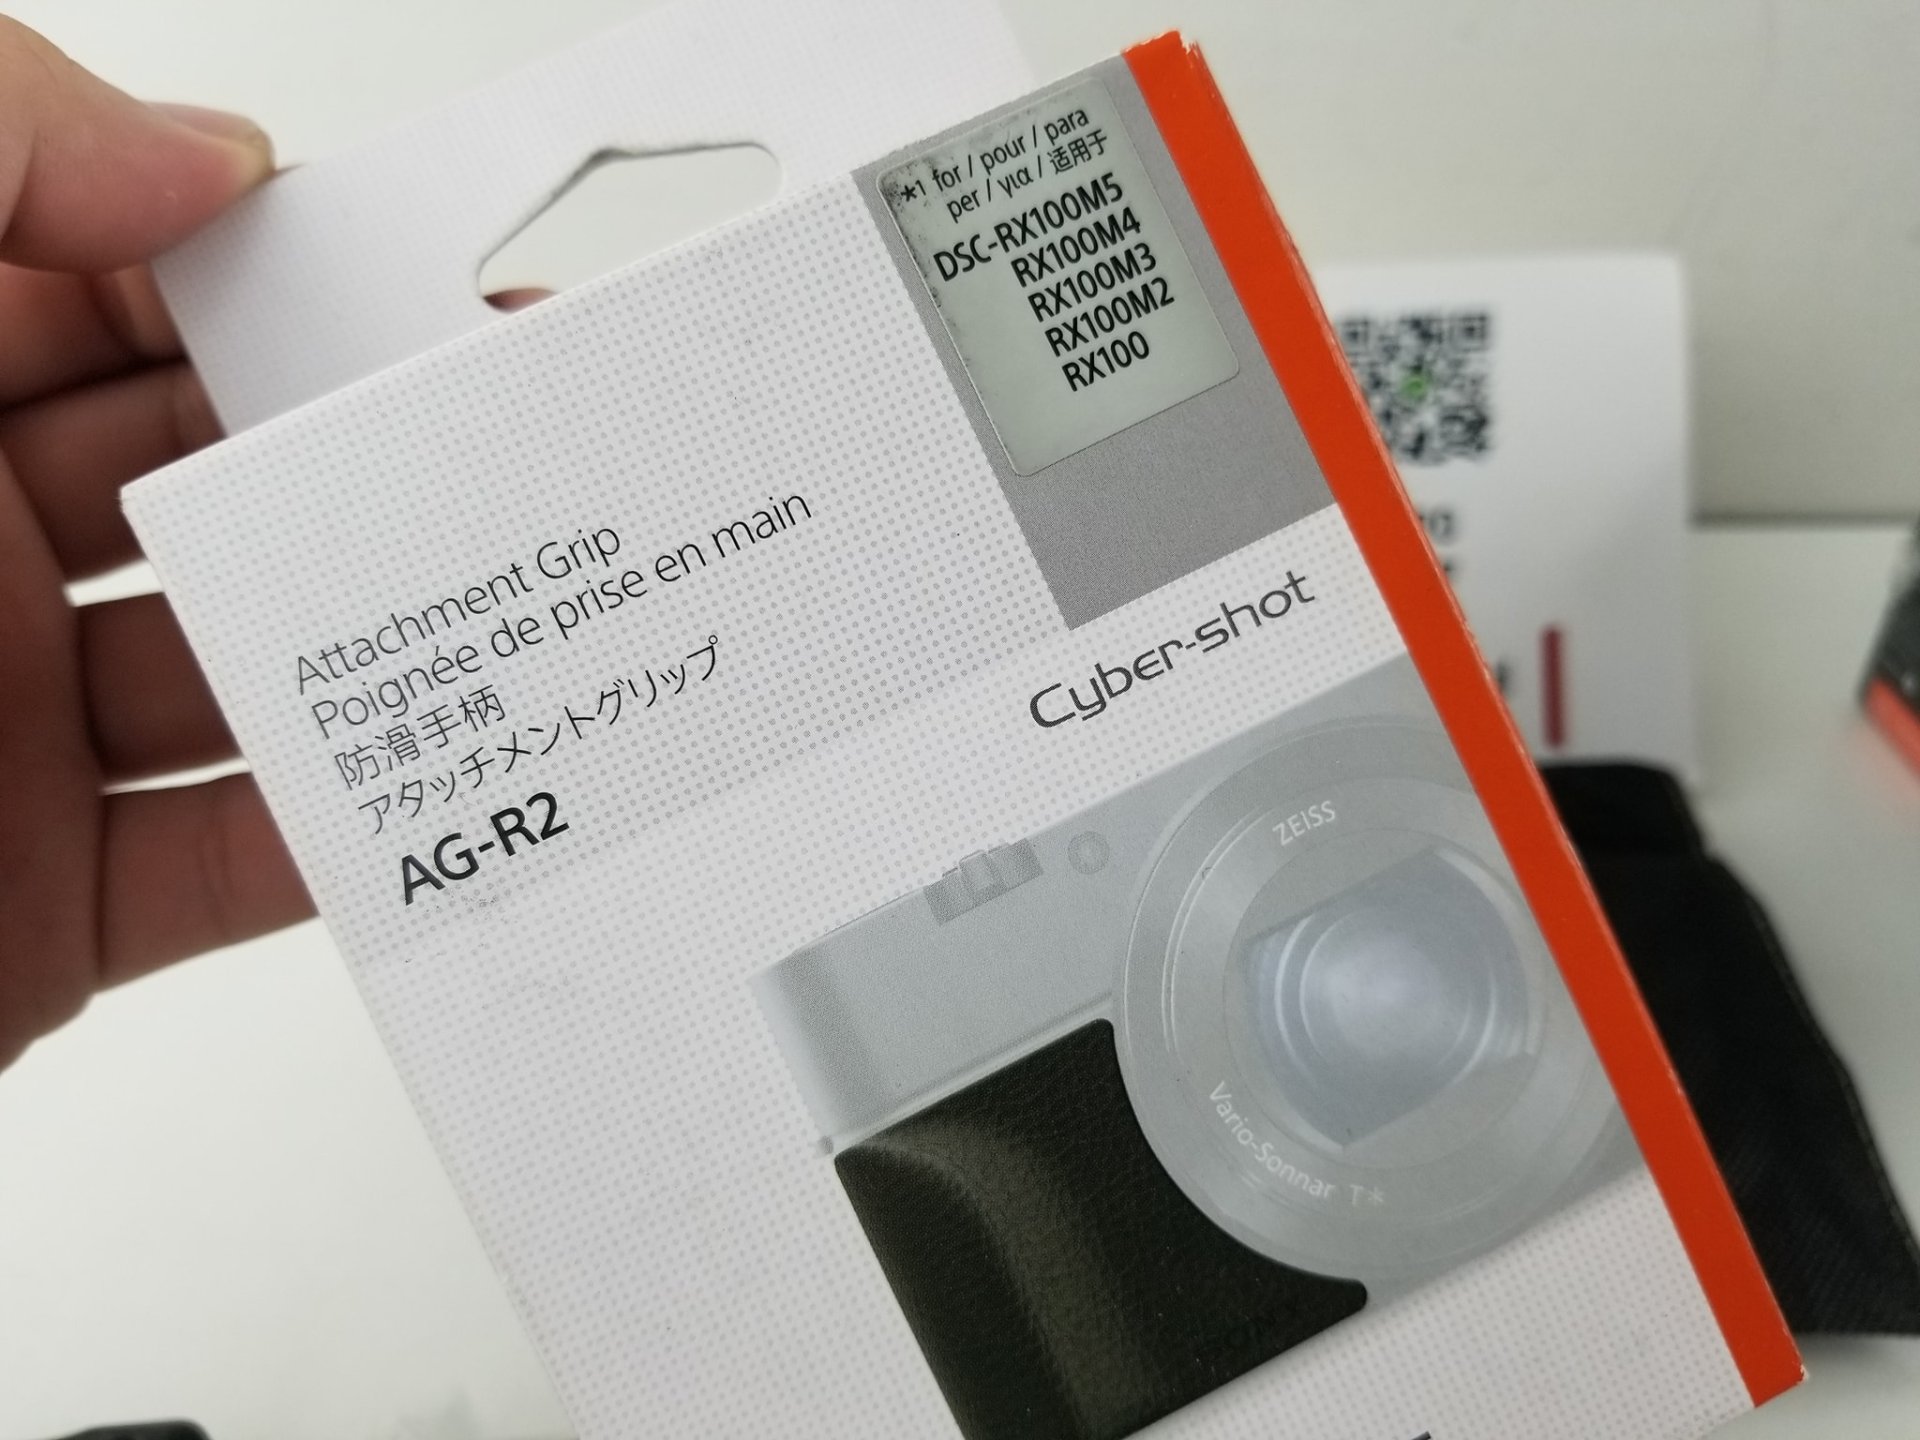 *1 for / pour / para
per / για / 适用于
DSC-RX100M5
RX100M4
RX100M3
RX100M2
RX100
Attachment Grip
Poignée de prise en main
防滑手柄
アタッチメントグリップ
AG-R2
Cyber-shot
ZEISS
Vario-Sonnar T*
SONY